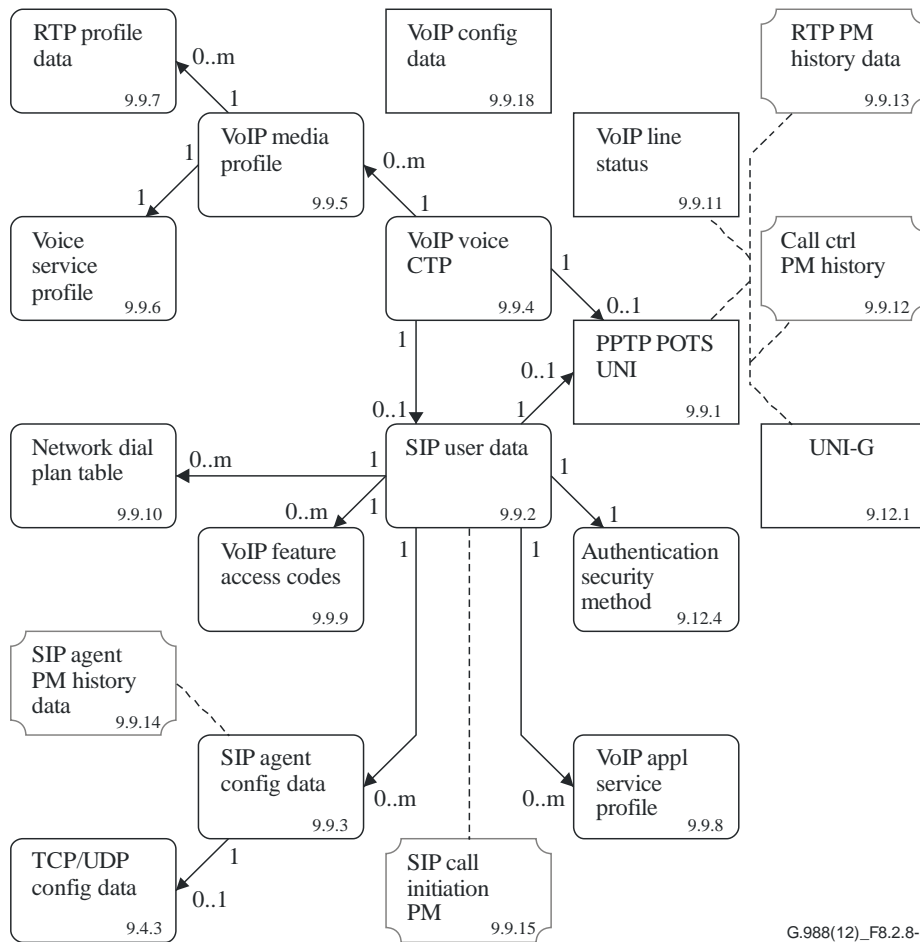 RTP profile
data
9.9.7
VoIP config
data
9.9.18
RTP PM
history data
9.9.13
0..m
1
VoIP media
profile
9.9.5
VoIP line
status
9.9.11
1
0..m
1
1
Voice
service
profile
9.9.6
VoIP voice
CTP
9.9.4
Call ctrl
PM history
9.9.12
1
0..1
1
PPTP POTS
UNI
9.9.1
0..1
0..1
1
Network dial
plan table
9.9.10
0..m
1
SIP user data
9.9.2
1
UNI-G
9.12.1
0..m
1
1
1
1
VoIP feature
access codes
9.9.9
Authentication
security
method
9.12.4
SIP agent
PM history
data
9.9.14
SIP agent
config data
9.9.3
0..m
0..m
VoIP appl
service
profile
9.9.8
1
0..1
TCP/UDP
config data
9.4.3
SIP call
initiation
PM
9.9.15
G.988(12)_F8.2.8-